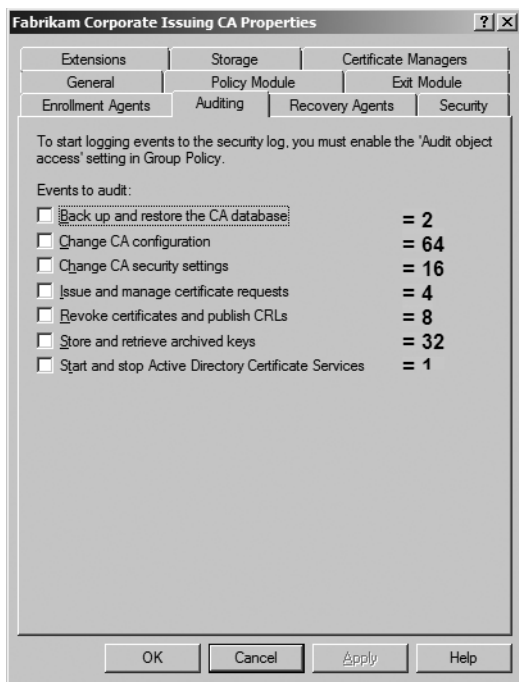 Fabrikam Corporate Issuing CA Properties
Extensions Storage Certificate Managers
General Policy Module Exit Module
Enrollment Agents Auditing Recovery Agents Security
To start logging events to the security log, you must enable the 'Audit object
access' setting in Group Policy.
Events to audit:
Back up and restore the CA database = 2
Change CA configuration = 64
Change CA security settings = 16
Issue and manage certificate requests = 4
Revoke certificates and publish CRLs = 8
Store and retrieve archived keys = 32
Start and stop Active Directory Certificate Services = 1
OK Cancel Apply Help